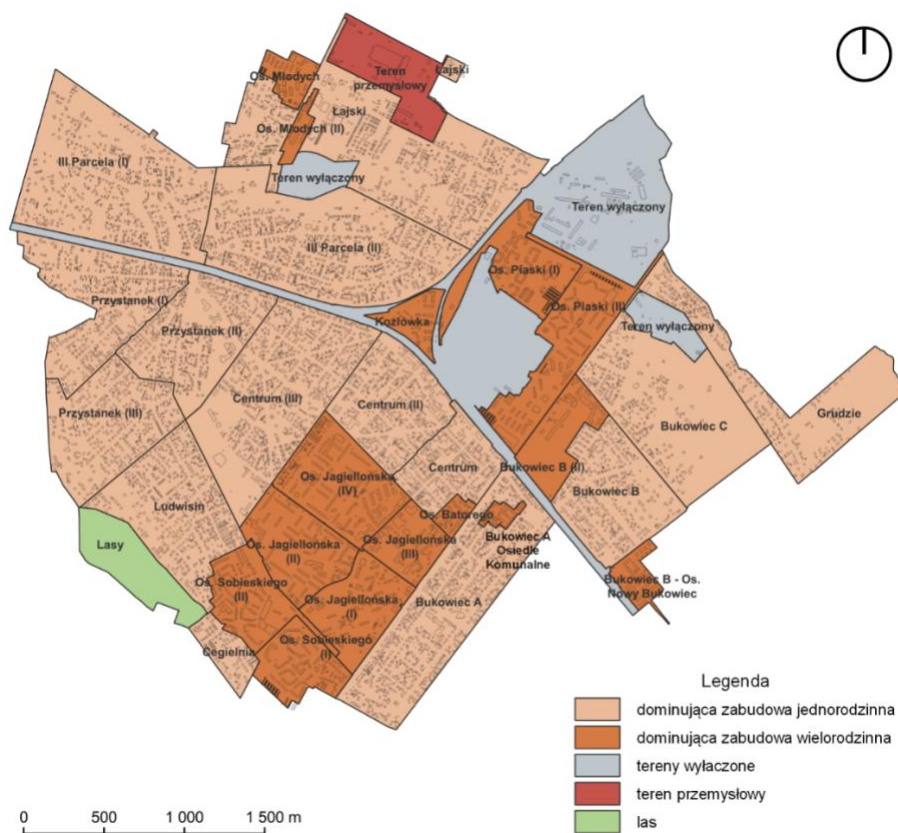 Os. Młodych
Teren
przemysłowy
Łajski
Łajski
Os. Młodych (II)
III Parcela (I)
Teren wyłączony
Teren wyłączony
III Parcela (II)
Os. Piaski (I)
Przystanek (I)
Os. Piaski (II)
Kozłówka
Teren wyłączony
Przystanek (II)
Centrum (III)
Centrum (II)
Przystanek (III)
Grudzie
Bukowiec C
Centrum
Bukowiec B (II)
Os. Jagiellońska
(IV)
Bukowiec B
Ludwisin
Os. Batorego
Lasy
Os. Jagiellońska
(II)
Os. Jagiellońska
(III)
Bukowiec A
Osiedle
Komunalne
Os. Sobieskiego
(II)
Os. Jagiellońska
(I)
Bukowiec A
Bukowiec B - Os.
Nowy Bukowiec
Cegielnia
Os. Sobieskiego
(I)
Legenda
dominująca zabudowa jednorodzinna
dominująca zabudowa wielorodzinna
tereny wyłaczone
teren przemysłowy
las
0 500 1 000 1 500 m